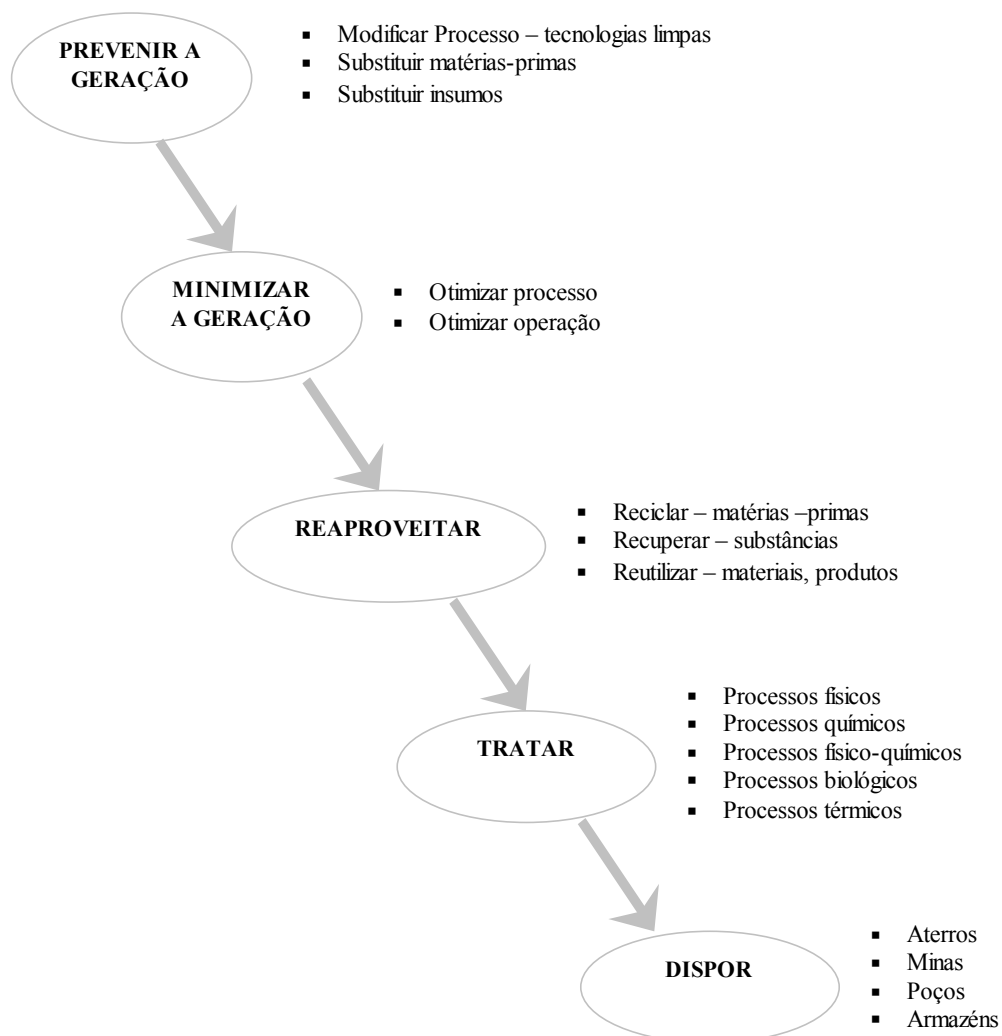 PREVENIR A
GERAÇÃO
▪ Modificar Processo – tecnologias limpas
▪ Substituir matérias-primas
▪ Substituir insumos
MINIMIZAR
A GERAÇÃO
▪ Otimizar processo
▪ Otimizar operação
REAPROVEITAR
▪ Reciclar – matérias –primas
▪ Recuperar – substâncias
▪ Reutilizar – materiais, produtos
TRATAR
▪ Processos físicos
▪ Processos químicos
▪ Processos físico-químicos
▪ Processos biológicos
▪ Processos térmicos
DISPOR
▪ Aterros
▪ Minas
▪ Poços
▪ Armazéns